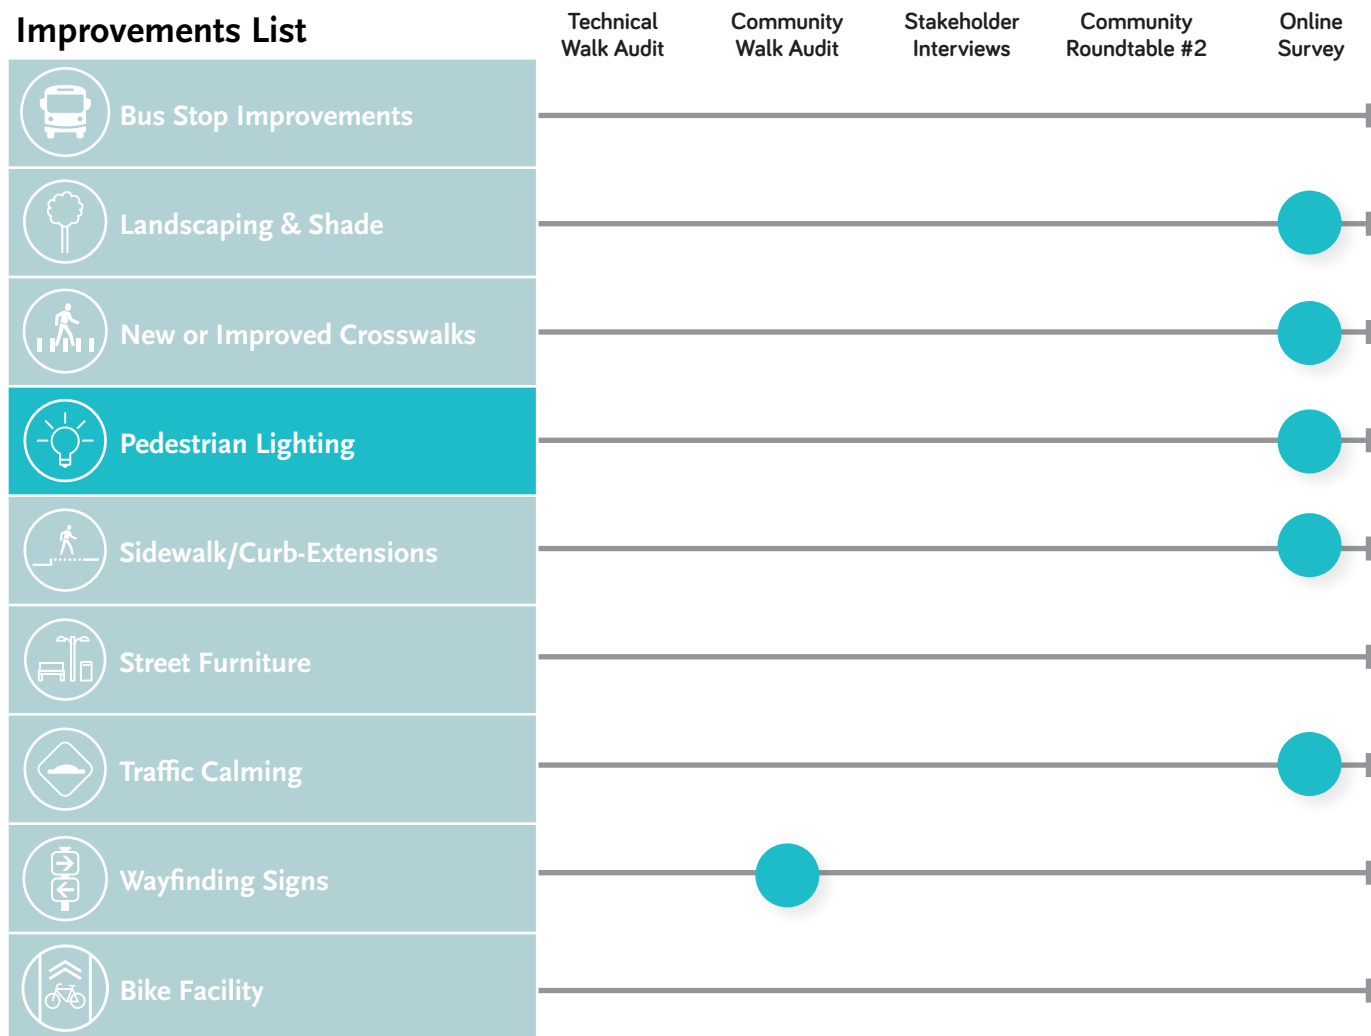 Improvements List
Technical
Walk Audit
Community
Walk Audit
Stakeholder
Interviews
Community
Roundtable #2
Online
Survey
Bus Stop Improvements
Landscaping & Shade
New or Improved Crosswalks
Pedestrian Lighting
Sidewalk/Curb-Extensions
Street Furniture
Traffic Calming
Wayfinding Signs
Bike Facility